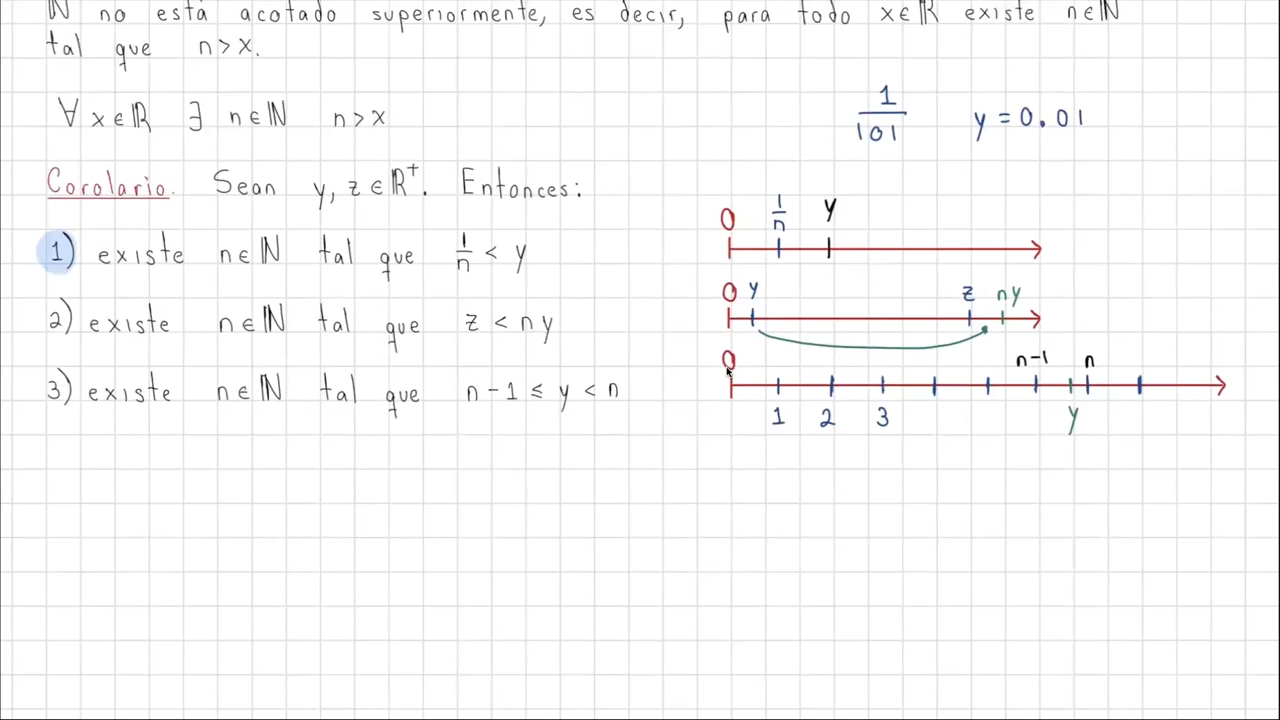 ℕ no está acotado superiormente, es decir, para todo x∈ℝ existe n∈ℕ
tal que n > x.
∀ x∈ℝ ∃ n∈ℕ n > x
1/101 y = 0.01
Corolario. Sean y, z ∈ ℝ⁺. Entonces:
1) existe n∈ℕ tal que 1/n < y
2) existe n∈ℕ tal que z < ny
3) existe n∈ℕ tal que n-1 ≤ y < n
0 1/n y
0 y z ny
0 n-1 n
1 2 3 y